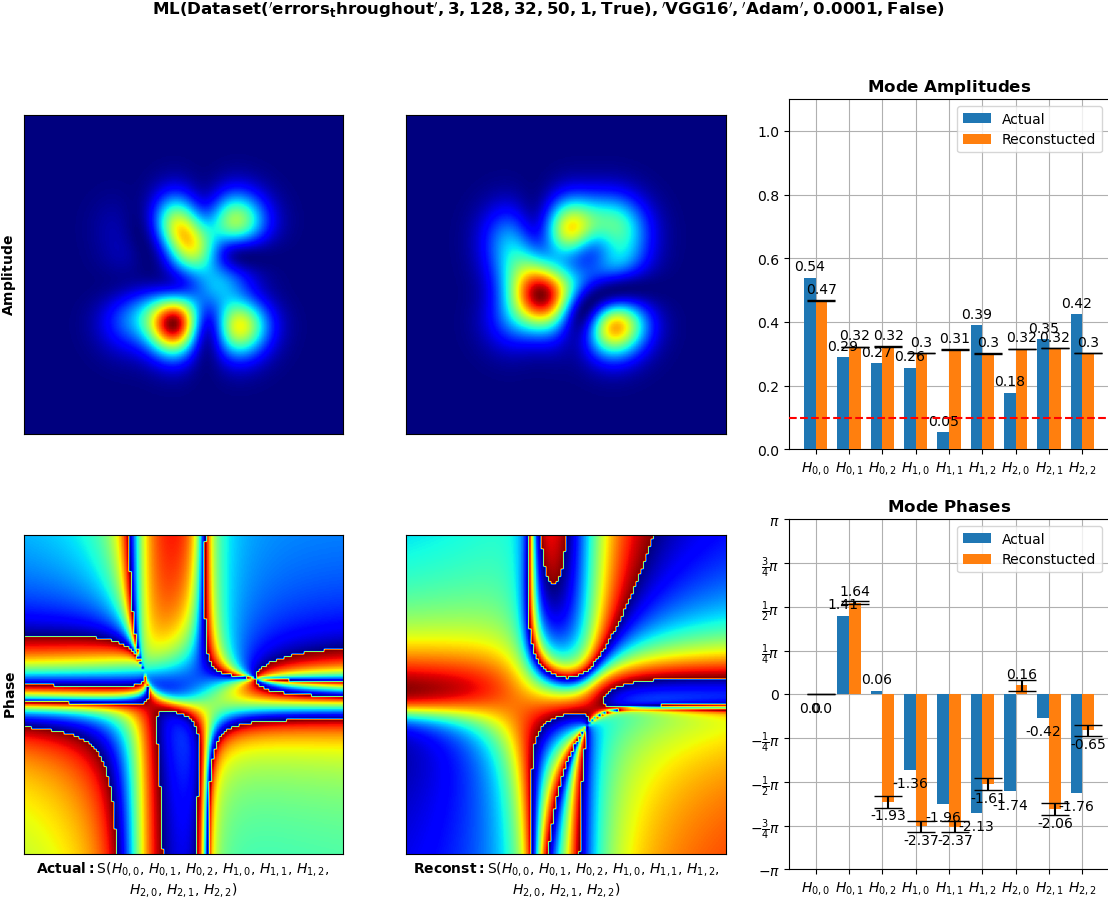 ML(Dataset('errors_throughout', 3, 128, 32, 50, 1, True), 'VGG16', 'Adam', 0.0001, False)
Amplitude
Mode Amplitudes
Actual
Reconstucted
1.0
0.8
0.6
0.4
0.2
0.0
0.54
0.47
0.29
0.32
0.27
0.32
0.26
0.3
0.05
0.31
0.39
0.3
0.18
0.32
0.35
0.32
0.42
0.3
H0,0 H0,1 H0,2 H1,0 H1,1 H1,2 H2,0 H2,1 H2,2
Phase
Actual: S(H0,0, H0,1, H0,2, H1,0, H1,1, H1,2,
H2,0, H2,1, H2,2)
Reconst: S(H0,0, H0,1, H0,2, H1,0, H1,1, H1,2,
H2,0, H2,1, H2,2)
Mode Phases
Actual
Reconstucted
π
3/4π
1/2π
1/4π
0
−1/4π
−1/2π
−3/4π
−π
0.0
0.0
1.41
1.64
0.06
-1.93
-1.36
-2.37
-1.96
-2.37
-2.13
-1.61
-1.74
0.16
-0.42
-2.06
-1.76
-0.65
H0,0 H0,1 H0,2 H1,0 H1,1 H1,2 H2,0 H2,1 H2,2